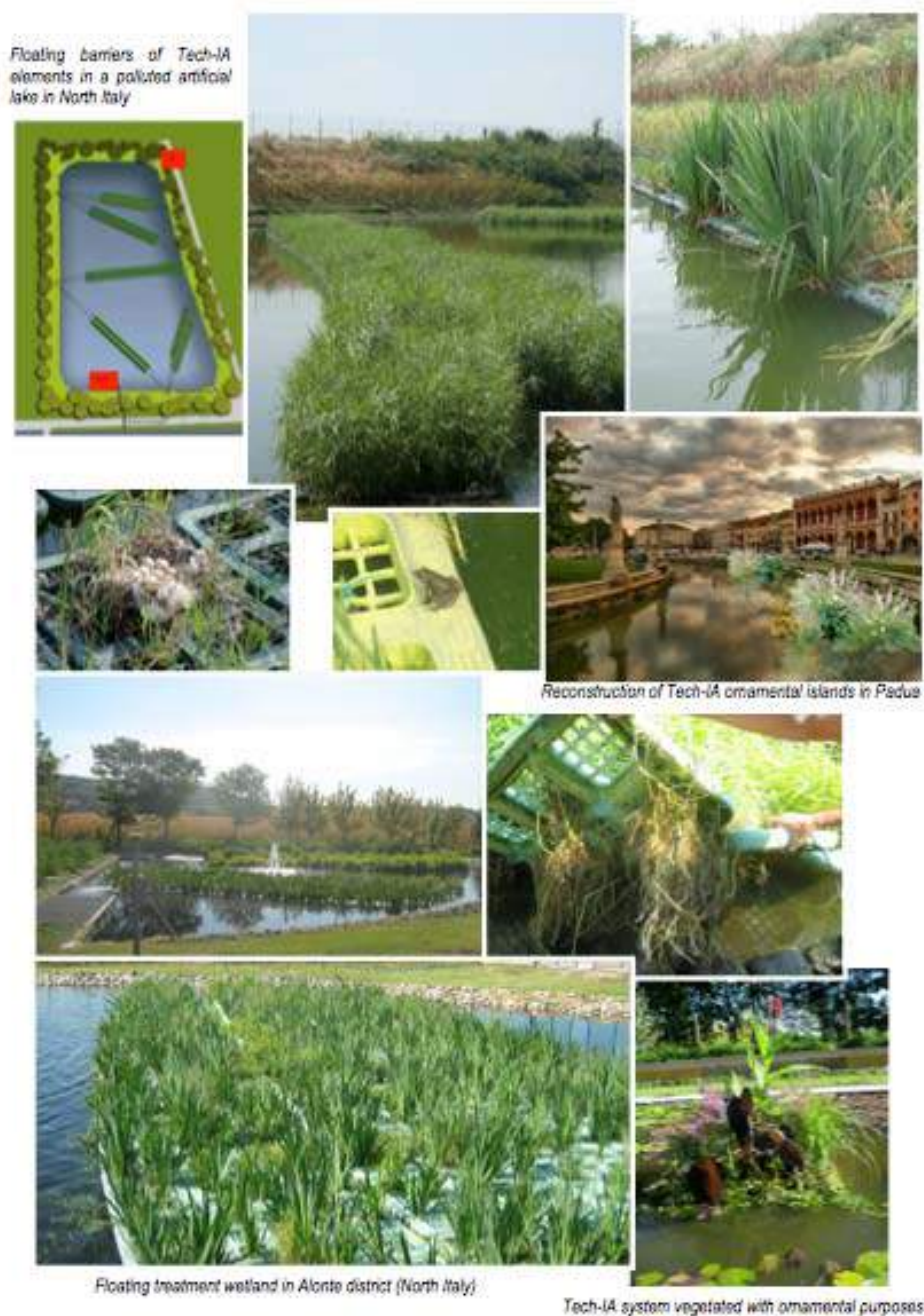 Floating barriers of Tech-IA
elements in a polluted artificial
lake in North Italy
Reconstruction of Tech-IA ornamental islands in Padua
Floating treatment wetland in Alonte district (North Italy)
Tech-IA system vegetated with ornamental purposes